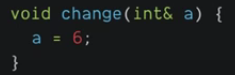 void change(int& a) {
  a = 6;
}